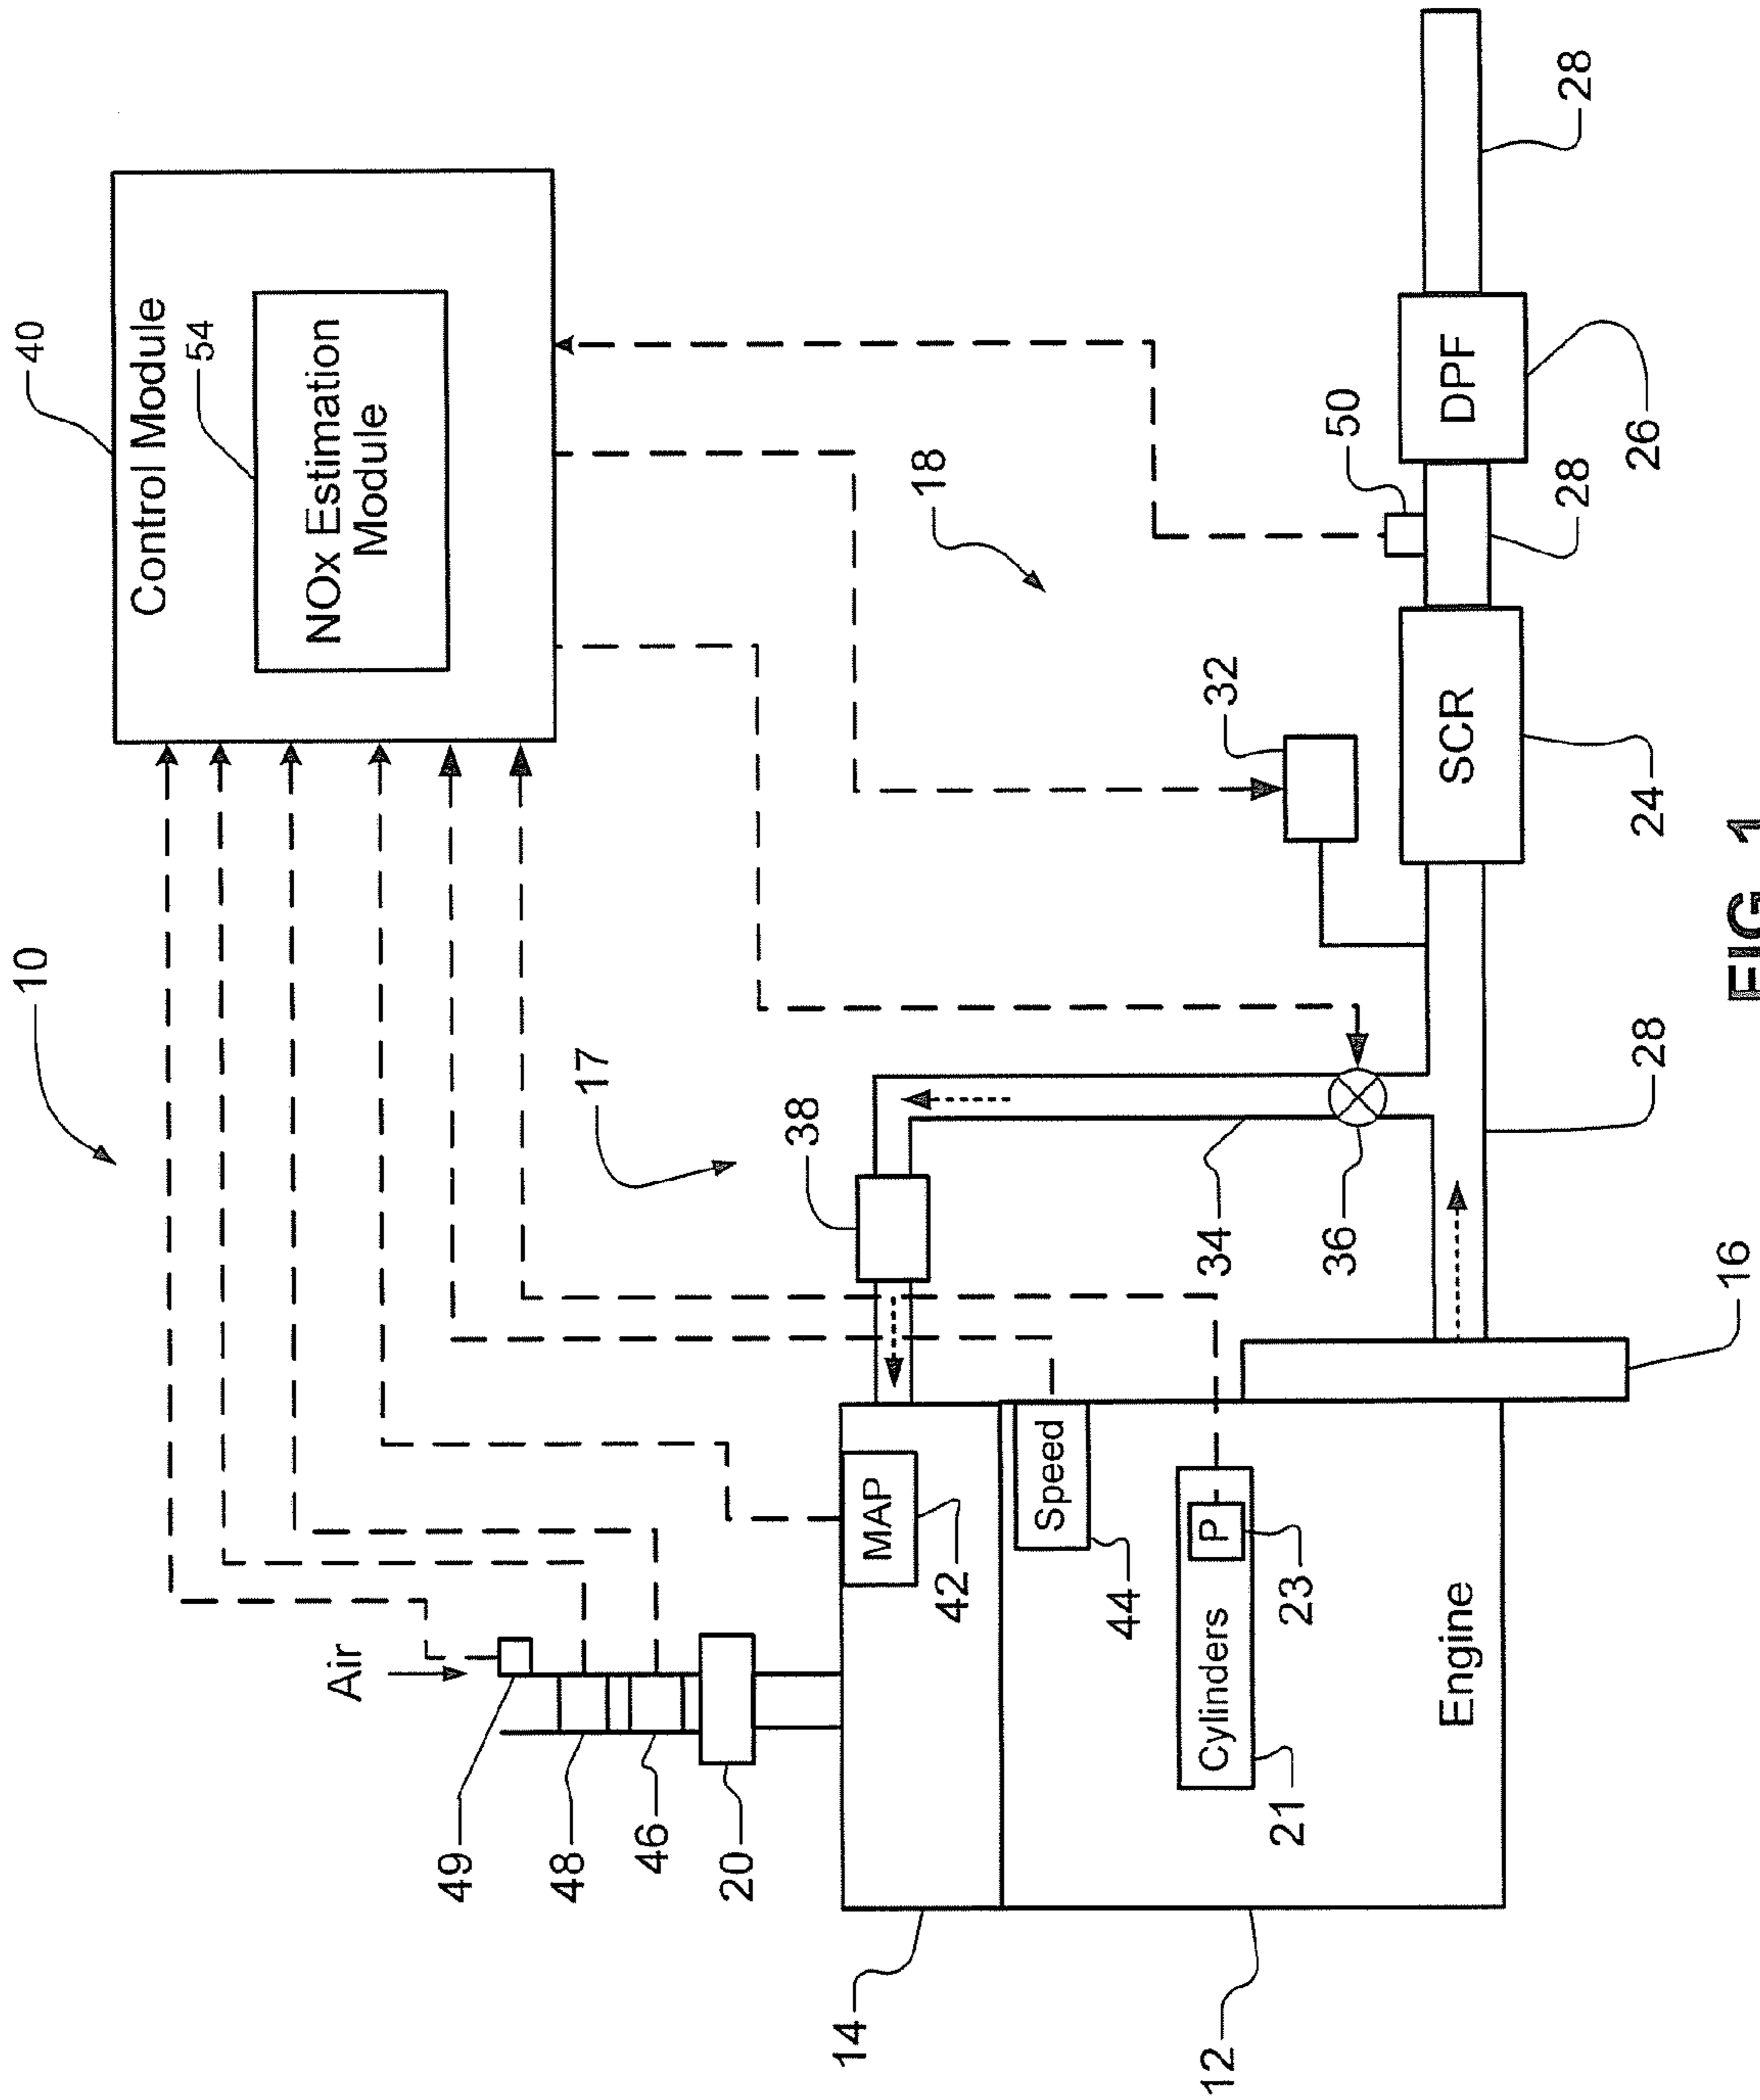 10
40
Control Module
54
NOx Estimation
Module
Air
49
48
46
20
17
38
18
MAP
42
32
50
14
Speed
44
34
36
Cylinders
P
23
21
SCR
DPF
28
28
28
24
26
Engine
12
16
FIG. 1